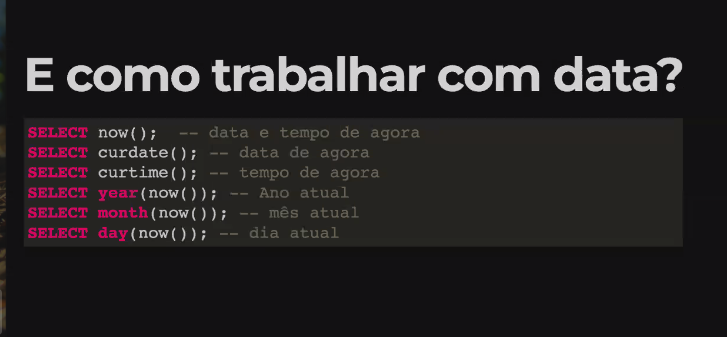 E como trabalhar com data?
SELECT now();  -- data e tempo de agora
SELECT curdate(); -- data de agora
SELECT curtime(); -- tempo de agora
SELECT year(now()); -- Ano atual
SELECT month(now()); -- mês atual
SELECT day(now()); -- dia atual